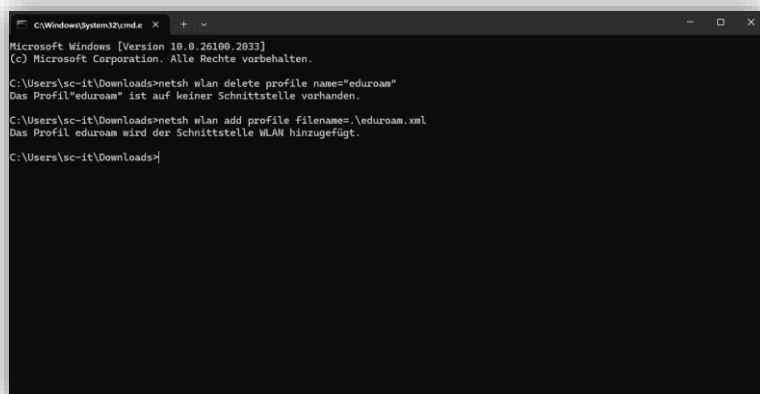 C:\Windows\System32\cmd.e
Microsoft Windows [Version 10.0.26100.2033]
(c) Microsoft Corporation. Alle Rechte vorbehalten.
C:\Users\sc-it\Downloads>netsh wlan delete profile name="eduroam"
Das Profil"eduroam" ist auf keiner Schnittstelle vorhanden.
C:\Users\sc-it\Downloads>netsh wlan add profile filename=.\eduroam.xml
Das Profil eduroam wird der Schnittstelle WLAN hinzugefügt.
C:\Users\sc-it\Downloads>